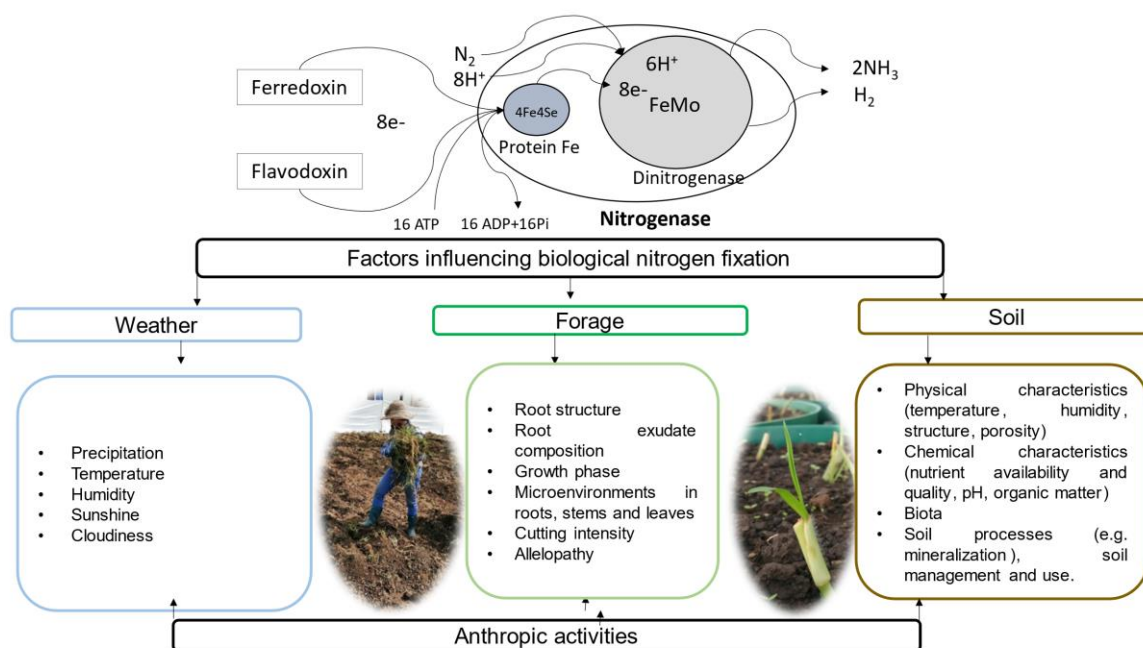 N2
8H+
Ferredoxin
8e-
Flavodoxin
4Fe4Se
Protein Fe
6H+
8e-
FeMo
Dinitrogenase
2NH3
H2
Nitrogenase
16 ATP
16 ADP+16Pi
Factors influencing biological nitrogen fixation
Weather
Forage
Soil
• Precipitation
• Temperature
• Humidity
• Sunshine
• Cloudiness
• Root structure
• Root exudate
composition
• Growth phase
• Microenvironments in
roots, stems and leaves
• Cutting intensity
• Allelopathy
• Physical characteristics
(temperature, humidity,
structure, porosity)
• Chemical characteristics
(nutrient availability and
quality, pH, organic matter)
• Biota
• Soil processes (e.g.
mineralization), soil
management and use.
Anthropic activities